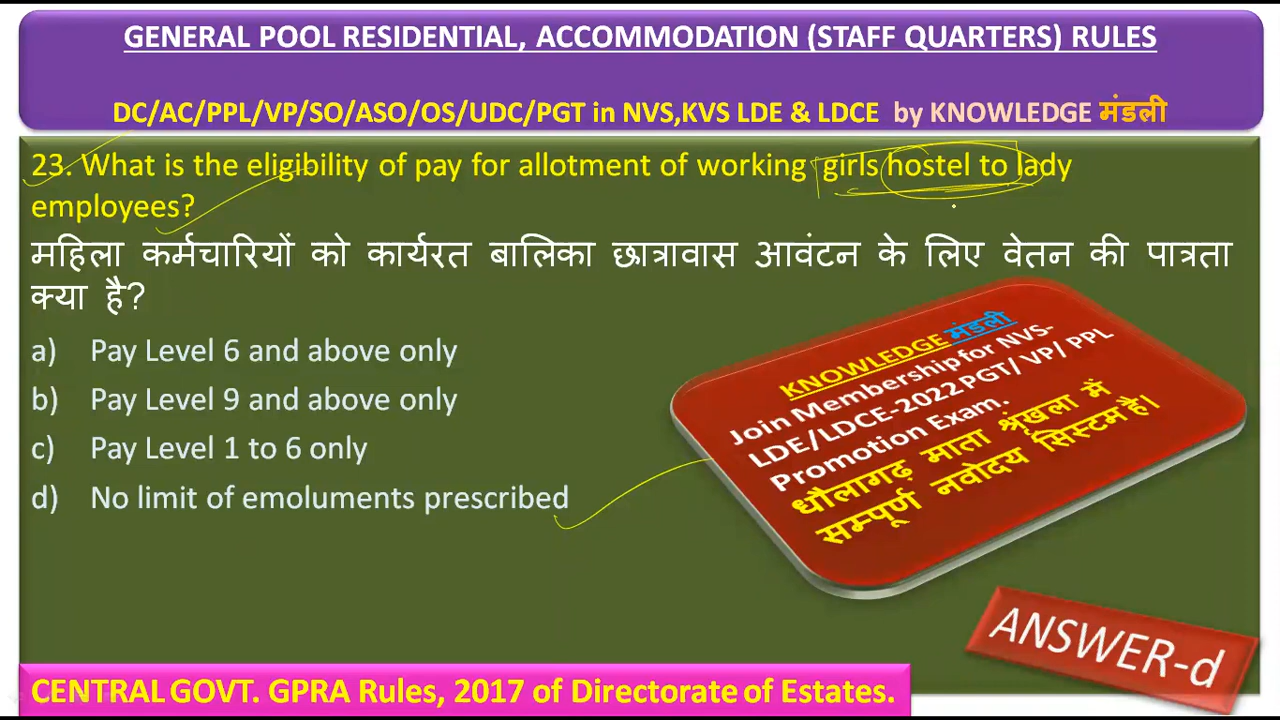 GENERAL POOL RESIDENTIAL, ACCOMMODATION (STAFF QUARTERS) RULES
DC/AC/PPL/VP/SO/ASO/OS/UDC/PGT in NVS,KVS LDE & LDCE by KNOWLEDGE मंडली
23. What is the eligibility of pay for allotment of working girls hostel to lady
employees?
महिला कर्मचारियों को कार्यरत बालिका छात्रावास आवंटन के लिए वेतन की पात्रता
क्या है?
a) Pay Level 6 and above only
b) Pay Level 9 and above only
c) Pay Level 1 to 6 only
d) No limit of emoluments prescribed
KNOWLEDGE मंडली
Join Membership for NVS-
LDE/LDCE-2022 PGT/ VP/ PPL
Promotion Exam.
धौलागढ़ माता श्रृंखला में
सम्पूर्ण नवोदय सिस्टम है।
ANSWER-d
CENTRAL GOVT. GPRA Rules, 2017 of Directorate of Estates.